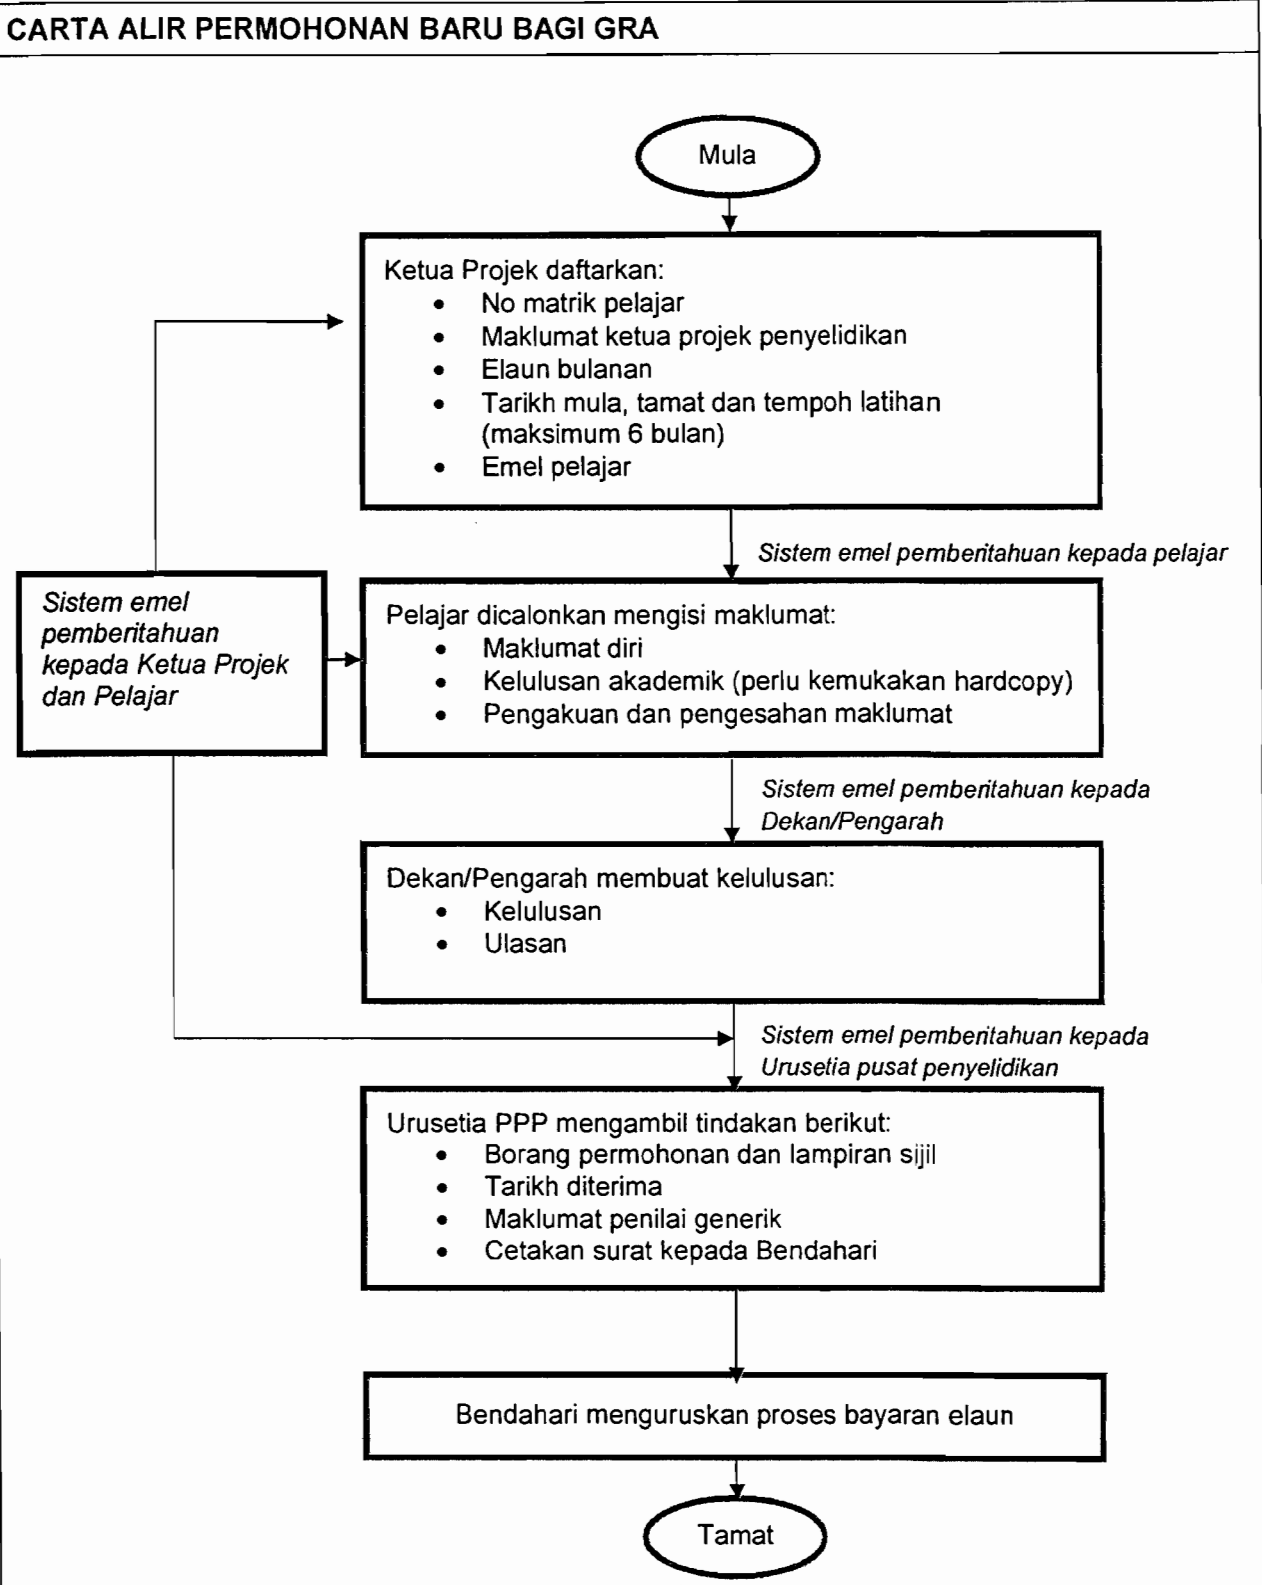 CARTA ALIR PERMOHONAN BARU BAGI GRA
Mula
Ketua Projek daftarkan:
• No matrik pelajar
• Maklumat ketua projek penyelidikan
• Elaun bulanan
• Tarikh mula, tamat dan tempoh latihan
(maksimum 6 bulan)
• Emel pelajar
Sistem emel pemberitahuan kepada pelajar
Sistem emel
pemberitahuan
kepada Ketua Projek
dan Pelajar
Pelajar dicalonkan mengisi maklumat:
• Maklumat diri
• Kelulusan akademik (perlu kemukakan hardcopy)
• Pengakuan dan pengesahan maklumat
Sistem emel pemberitahuan kepada
Dekan/Pengarah
Dekan/Pengarah membuat kelulusan:
• Kelulusan
• Ulasan
Sistem emel pemberitahuan kepada
Urusetia pusat penyelidikan
Urusetia PPP mengambil tindakan berikut:
• Borang permohonan dan lampiran sijil
• Tarikh diterima
• Maklumat penilai generik
• Cetakan surat kepada Bendahari
Bendahari menguruskan proses bayaran elaun
Tamat